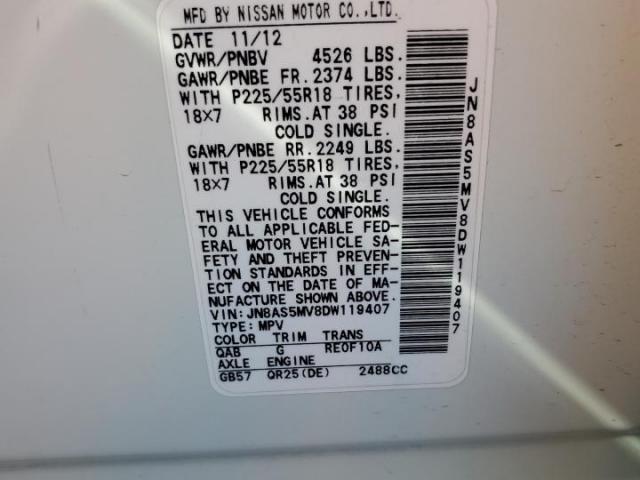 MFD BY NISSAN MOTOR CO.,LTD.
DATE 11/12
GVWR/PNBV 4526 LBS.
GAWR/PNBE FR. 2374 LBS.
WITH P225/55R18 TIRES,
18X7 RIMS.AT 38 PSI
COLD SINGLE.
GAWR/PNBE RR. 2249 LBS.
WITH P225/55R18 TIRES,
18X7 RIMS.AT 38 PSI
COLD SINGLE.
THIS VEHICLE CONFORMS
TO ALL APPLICABLE FED-
ERAL MOTOR VEHICLE SA-
FETY AND THEFT PREVEN-
TION STANDARDS IN EFF-
ECT ON THE DATE OF MA-
NUFACTURE SHOWN ABOVE.
VIN:JN8AS5MV8DW119407
TYPE:MPV
COLOR TRIM TRANS
QAB G RE0F10A
AXLE ENGINE
GB57 QR25(DE) 2488CC
JN8AS5MV8DW119407